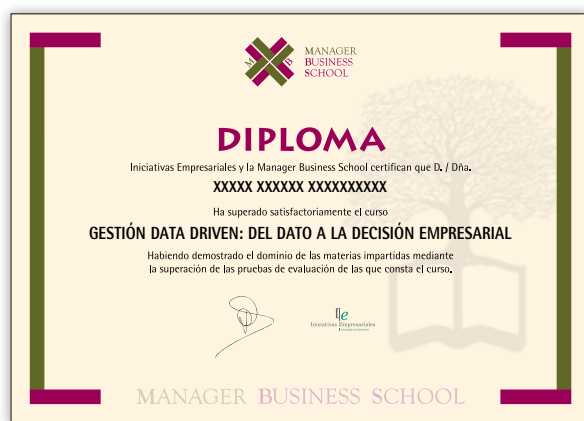 M B S
MANAGER
BUSINESS
SCHOOL
DIPLOMA
Iniciativas Empresariales y la Manager Business School certifican que D. / Dña.
XXXXX XXXXXX XXXXXXXXXX
Ha superado satisfactoriamente el curso
GESTIÓN DATA DRIVEN: DEL DATO A LA DECISIÓN EMPRESARIAL
Habiendo demostrado el dominio de las materias impartidas mediante
la superación de las pruebas de evaluación de las que consta el curso.
Iniciativas Empresariales
MANAGER BUSINESS SCHOOL